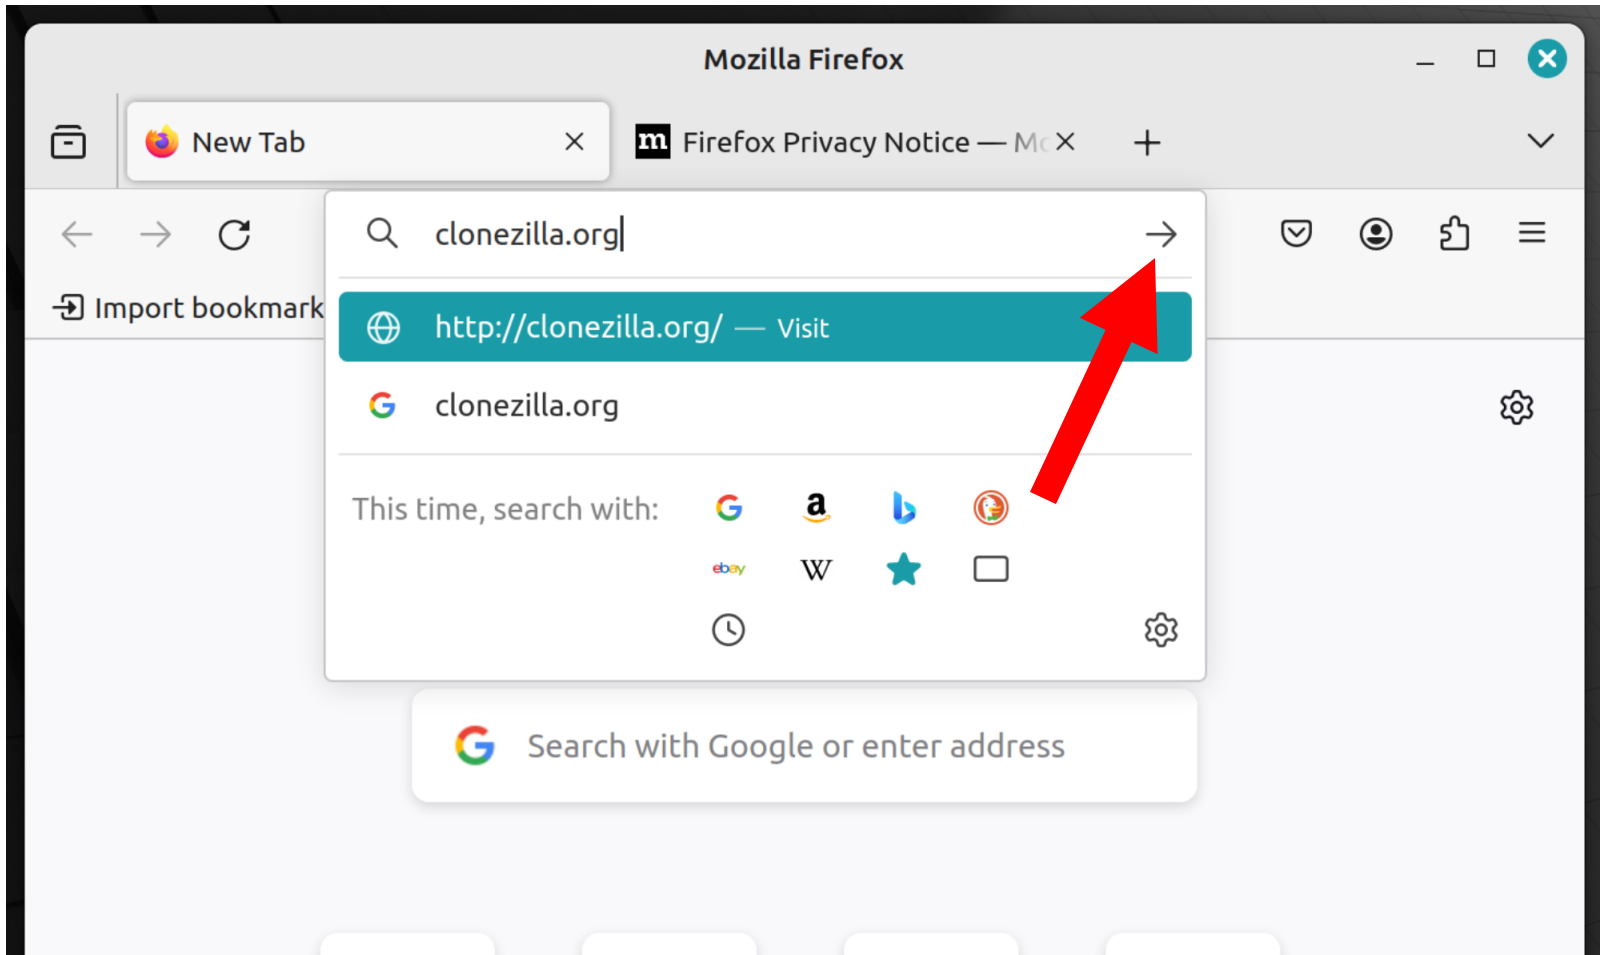 Mozilla Firefox
New Tab
m Firefox Privacy Notice — Mo
clonezilla.org
Import bookmark
http://clonezilla.org/ — Visit
G clonezilla.org
This time, search with: G a b
ebay W
G Search with Google or enter address